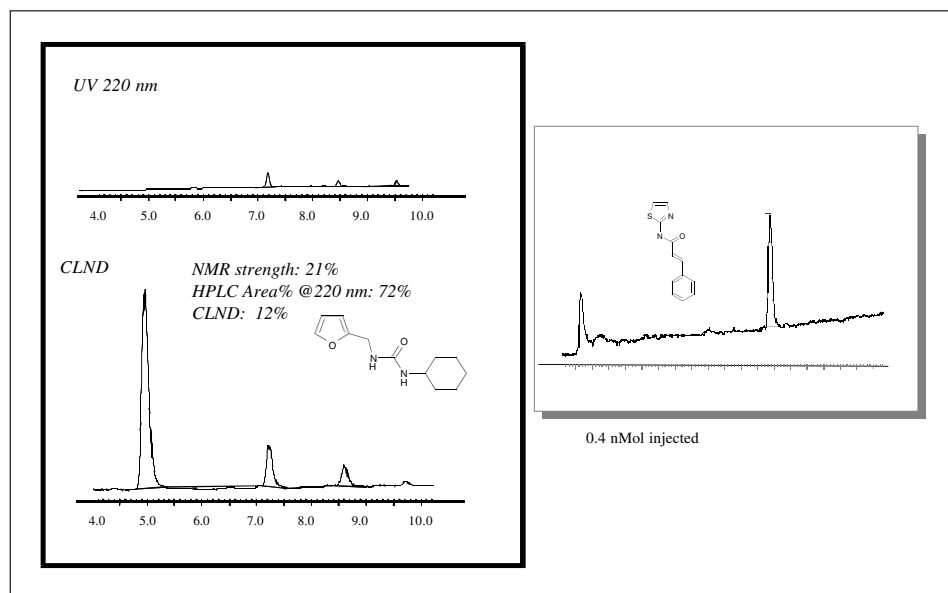 UV 220 nm
4.0 5.0 6.0 7.0 8.0 9.0 10.0
CLND
NMR strength: 21%
HPLC Area% @220 nm: 72%
CLND: 12%
O
O
N
H
N
H
4.0 5.0 6.0 7.0 8.0 9.0 10.0
S
N
N
O
0.4 nMol injected